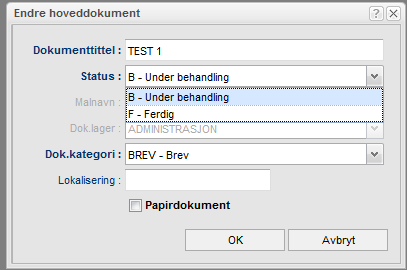 Endre hoveddokument
Dokumenttittel : TEST 1
Status : B - Under behandling
B - Under behandling
Malnavn :
F - Ferdig
Dok.lager : ADMINISTRASJON
Dok.kategori : BREV - Brev
Lokalisering :
Papirdokument
OK Avbryt